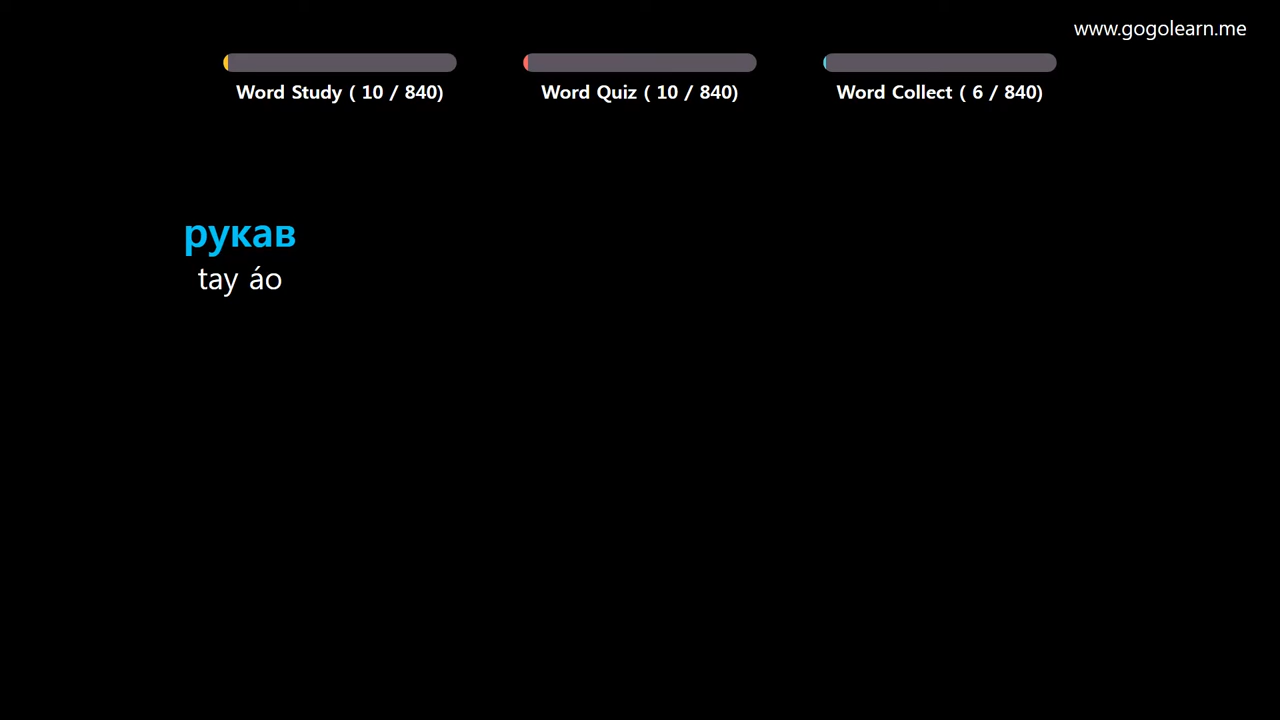 www.gogolearn.me
Word Study ( 10 / 840)
Word Quiz ( 10 / 840)
Word Collect ( 6 / 840)
рукав
tay áo